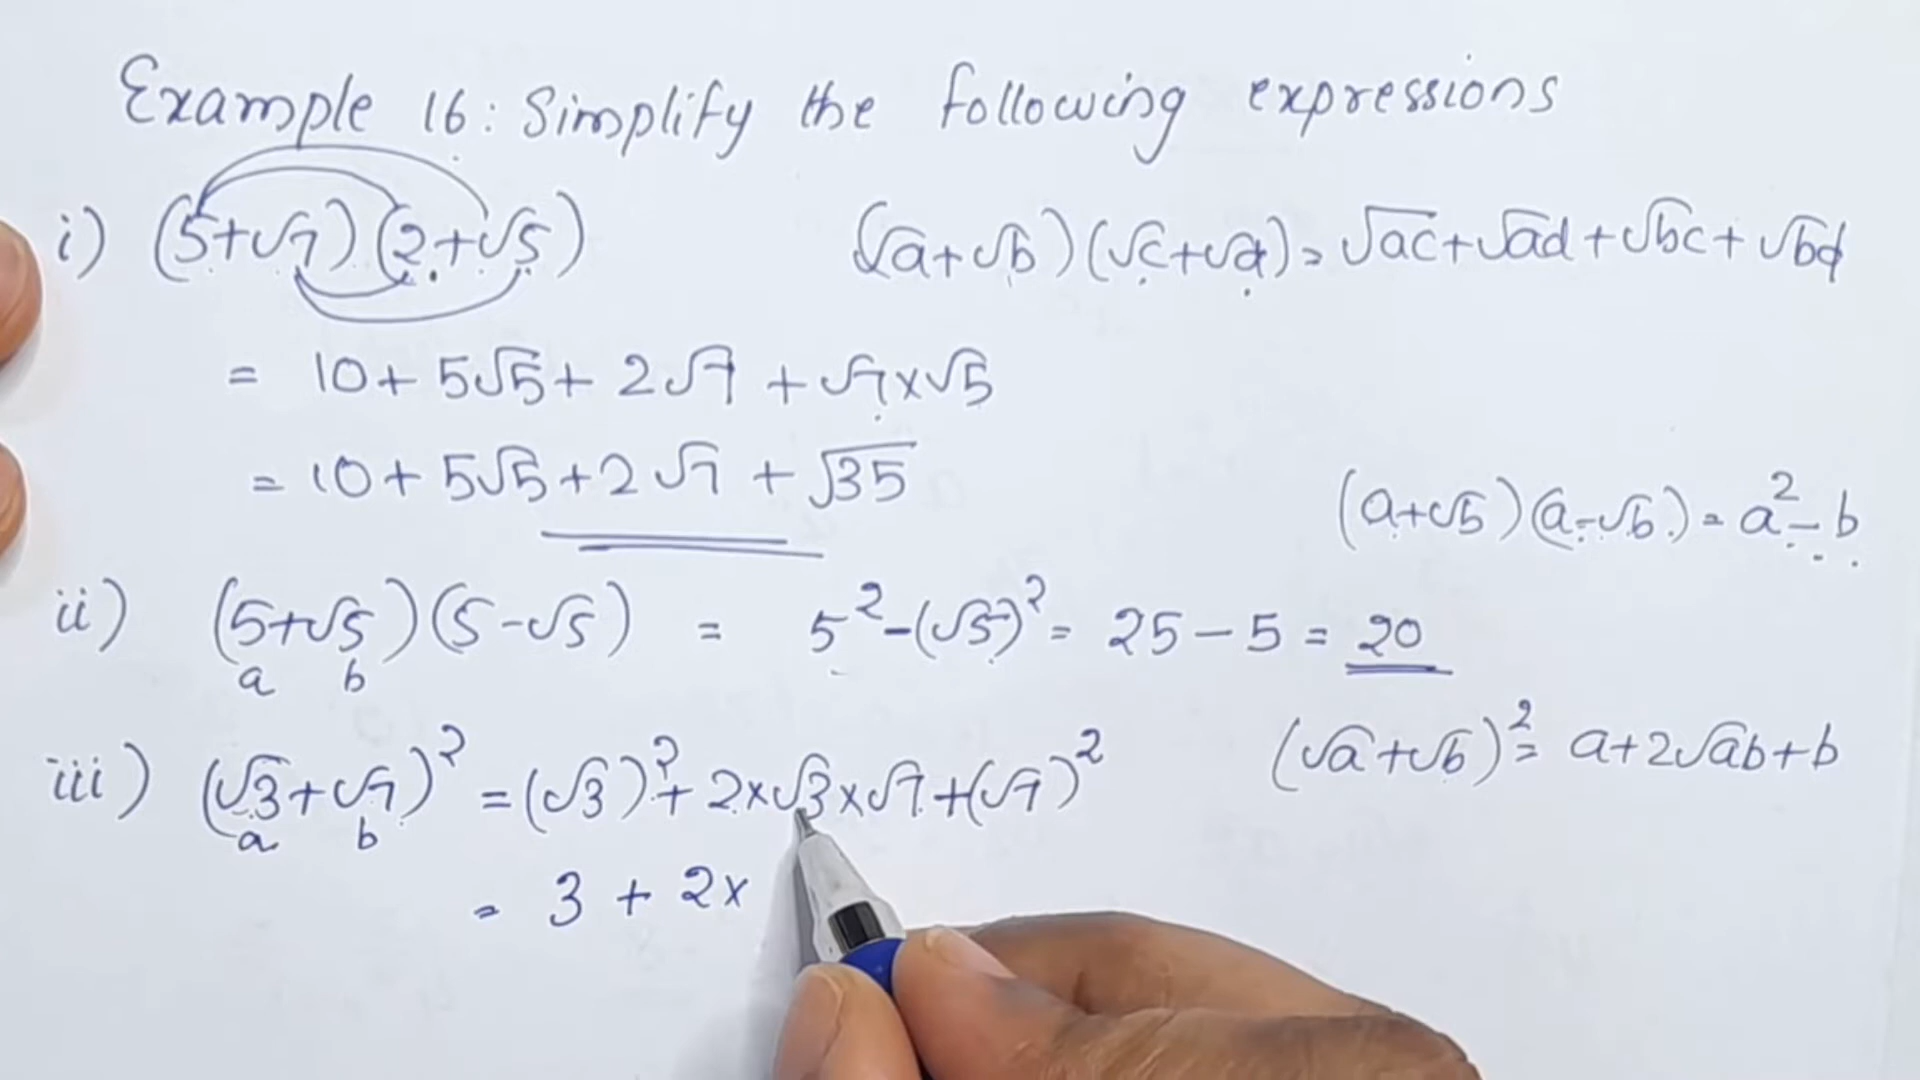 Example 16: Simplify the following expressions
i) (5+√7)(2+√5)
(√a+√b)(√c+√d)=√ac+√ad+√bc+√bd
= 10+5√5+2√7+√7×√5
= 10+5√5+2√7+√35
(a+√b)(a-√b)=a²-b
ii) (5+√5)(5-√5) = 5²-(√5)²= 25-5=20
a b
iii) (√3+√7)²=(√3)²+2×√3×√7+(√7)²
(√a+√b)²=a+2√ab+b
a b
= 3+2×